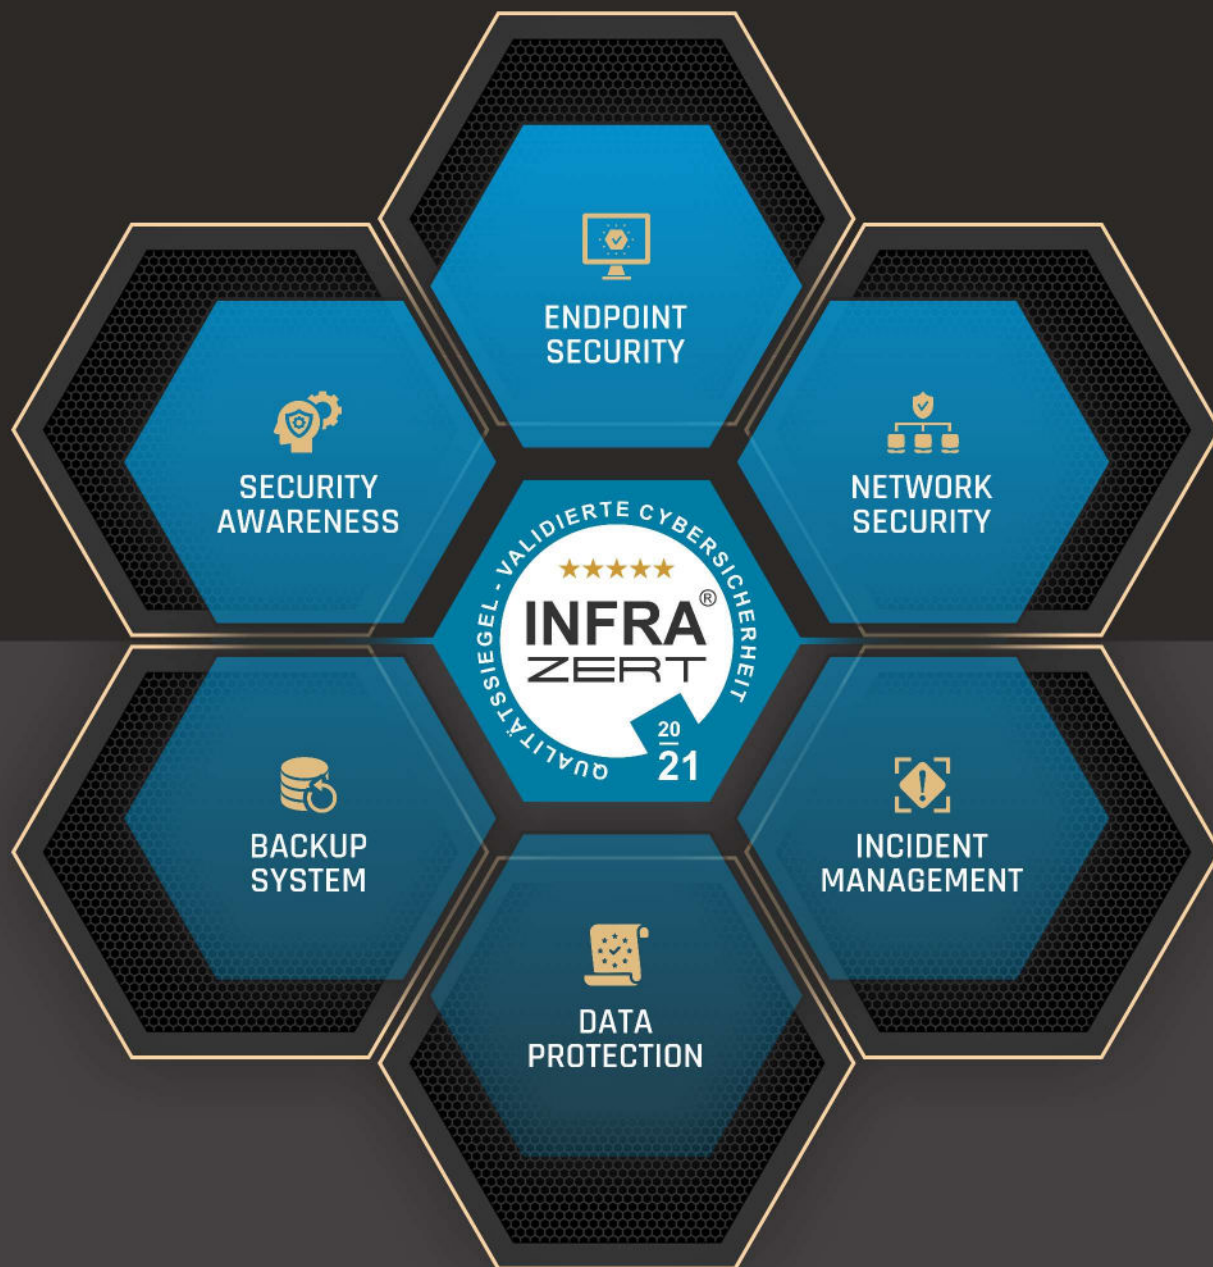 ENDPOINT
SECURITY
SECURITY
AWARENESS
NETWORK
SECURITY
QUALITÄTSSIEGEL - VALIDIERTE CYBERSICHERHEIT
INFRA®
ZERT
20
21
BACKUP
SYSTEM
INCIDENT
MANAGEMENT
DATA
PROTECTION